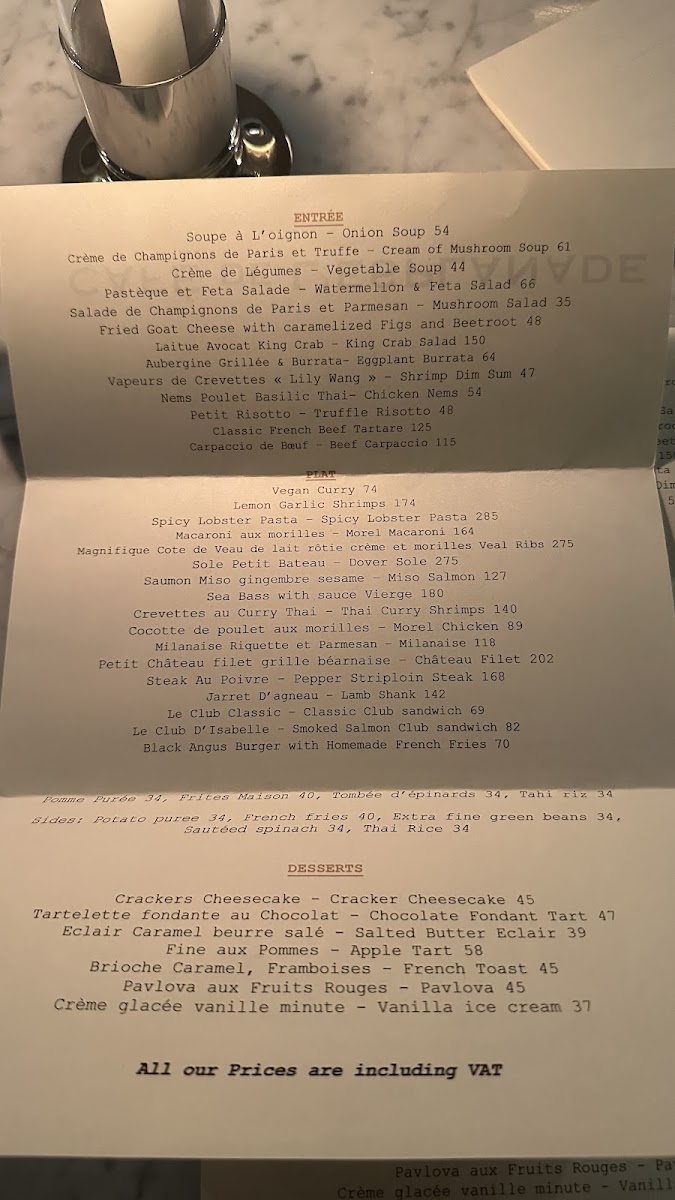 ENTRÉE
Soupe à L'oignon - Onion Soup 54
Crème de Champignons de Paris et Truffe - Cream of Mushroom Soup 61
Crème de Légumes - Vegetable Soup 44
Pastèque et Feta Salade - Watermellon & Feta Salad 66
Salade de Champignons de Paris et Parmesan - Mushroom Salad 35
Fried Goat Cheese with caramelized Figs and Beetroot 48
Laitue Avocat King Crab - King Crab Salad 150
Aubergine Grillée & Burrata- Eggplant Burrata 64
Vapeurs de Crevettes « Lily Wang » - Shrimp Dim Sum 47
Nems Poulet Basilic Thai- Chicken Nems 54
Petit Risotto - Truffle Risotto 48
Classic French Beef Tartare 125
Carpaccio de Bœuf - Beef Carpaccio 115
PLAT
Vegan Curry 74
Lemon Garlic Shrimps 174
Spicy Lobster Pasta - Spicy Lobster Pasta 285
Macaroni aux morilles - Morel Macaroni 164
Magnifique Cote de Veau de lait rôtie crème et morilles Veal Ribs 275
Sole Petit Bateau - Dover Sole 275
Saumon Miso gingembre sesame - Miso Salmon 127
Sea Bass with sauce Vierge 180
Crevettes au Curry Thai - Thai Curry Shrimps 140
Cocotte de poulet aux morilles - Morel Chicken 89
Milanaise Riquette et Parmesan - Milanaise 118
Petit Château filet grille béarnaise - Château Filet 202
Steak Au Poivre - Pepper Striploin Steak 168
Jarret D'agneau - Lamb Shank 142
Le Club Classic - Classic Club sandwich 69
Le Club D'Isabelle - Smoked Salmon Club sandwich 82
Black Angus Burger with Homemade French Fries 70
Pomme Purée 34, Frites Maison 40, Tombée d'épinards 34, Tahi riz 34
Sides: Potato puree 34, French fries 40, Extra fine green beans 34,
Sautéed spinach 34, Thai Rice 34
DESSERTS
Crackers Cheesecake - Cracker Cheesecake 45
Tartelette fondante au Chocolat - Chocolate Fondant Tart 47
Eclair Caramel beurre salé - Salted Butter Eclair 39
Fine aux Pommes - Apple Tart 58
Brioche Caramel, Framboises - French Toast 45
Pavlova aux Fruits Rouges - Pavlova 45
Crème glacée vanille minute - Vanilla ice cream 37
All our Prices are including VAT
Pavlova aux Fruits Rouges - Pa
Crème glacée vanille minute - Vanill